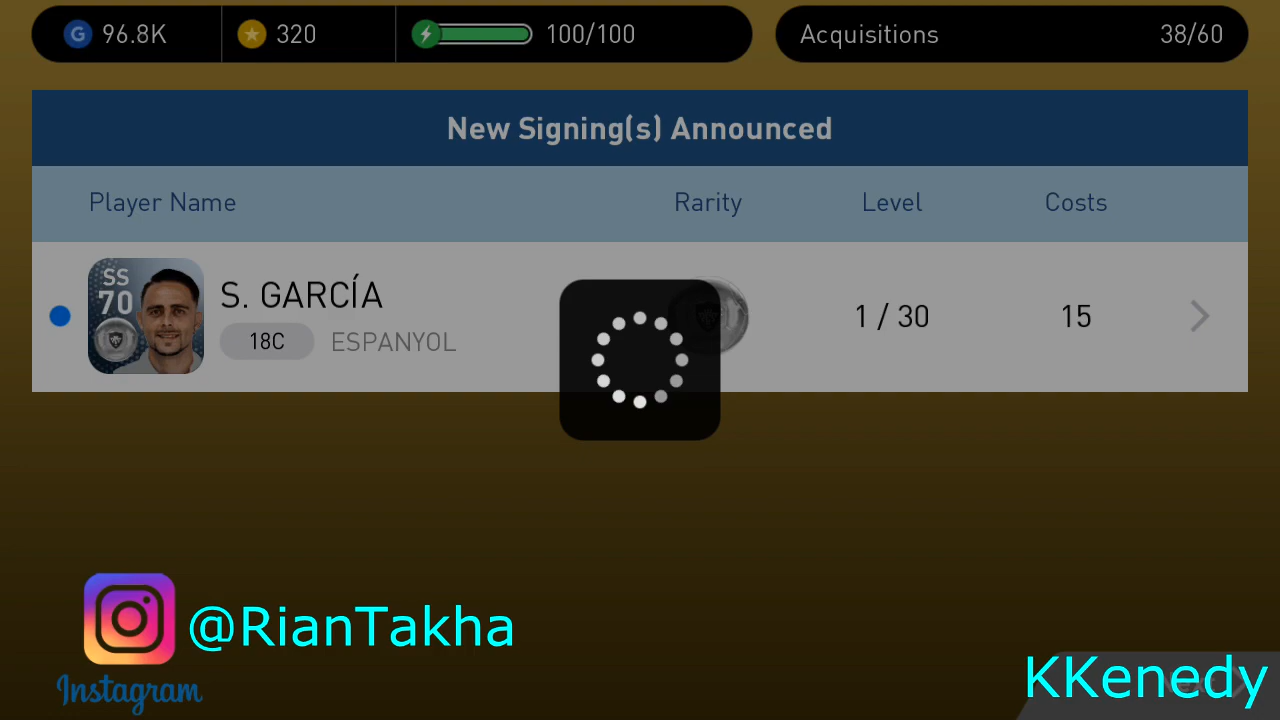 G 96.8K
320
100/100
Acquisitions 38/60
New Signing(s) Announced
Player Name Rarity Level Costs
SS
70
S. GARCÍA
18C ESPANYOL
1 / 30
15
@RianTakha
Instagram
KKenedy